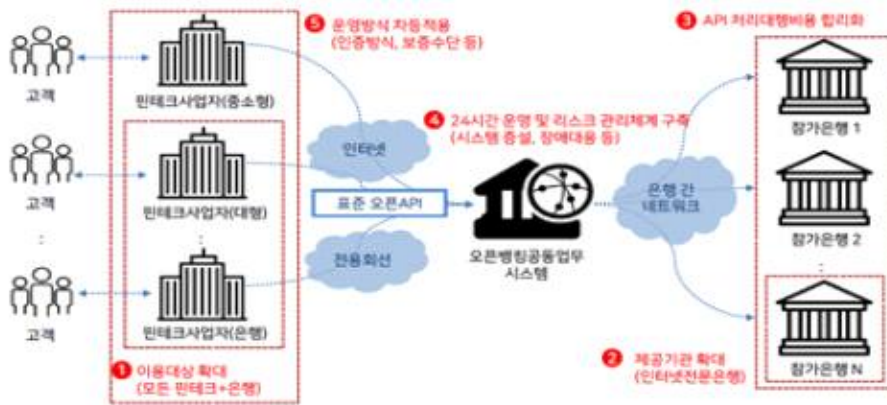 ⑤ 운영방식 차등적용
(인증방식, 보증수단 등)
③ API 처리대행비용 합리화
고객
핀테크사업자(중소형)
④ 24시간 운영 및 리스크 관리체계 구축
(시스템 증설, 장애대응 등)
참가은행 1
인터넷
고객
핀테크사업자(대형)
표준 오픈API
은행 간
네트워크
참가은행 2
:
:
:
전용회선
오픈뱅킹공동업무
시스템
고객
핀테크사업자(은행)
① 이용대상 확대
(모든 핀테크+은행)
② 제공기관 확대
(인터넷전문은행)
참가은행 N